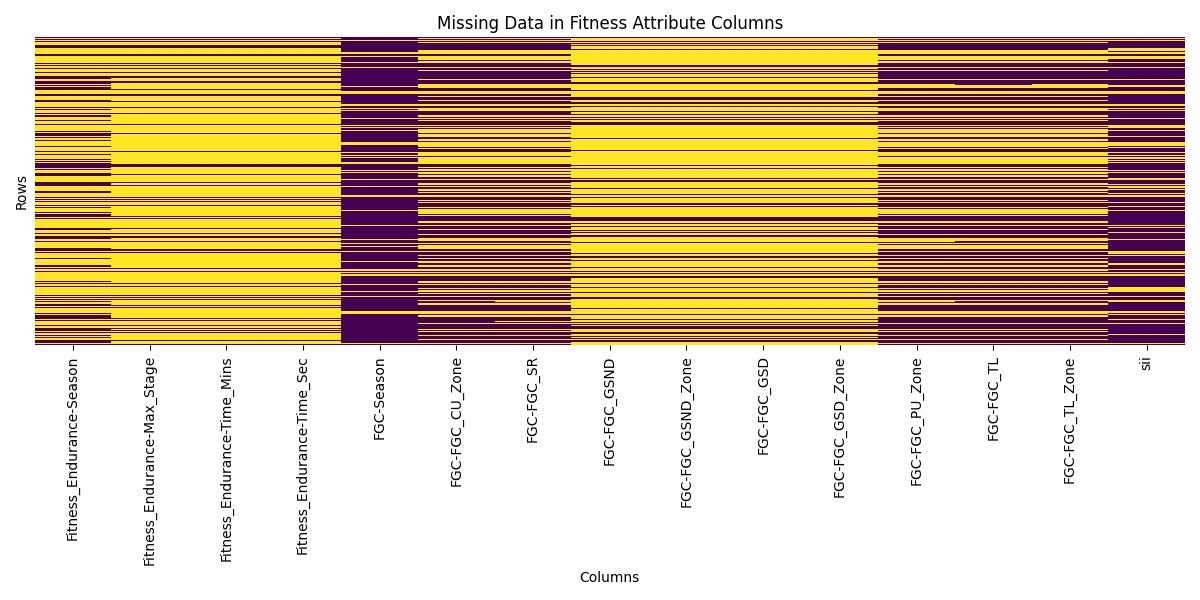 Missing Data in Fitness Attribute Columns
Rows
Fitness_Endurance-Season
Fitness_Endurance-Max_Stage
Fitness_Endurance-Time_Mins
Fitness_Endurance-Time_Sec
FGC-Season
FGC-FGC_CU_Zone
FGC-FGC_SR
FGC-FGC_GSND
FGC-FGC_GSND_Zone
FGC-FGC_GSD
FGC-FGC_GSD_Zone
FGC-FGC_PU_Zone
FGC-FGC_TL
FGC-FGC_TL_Zone
sii
Columns